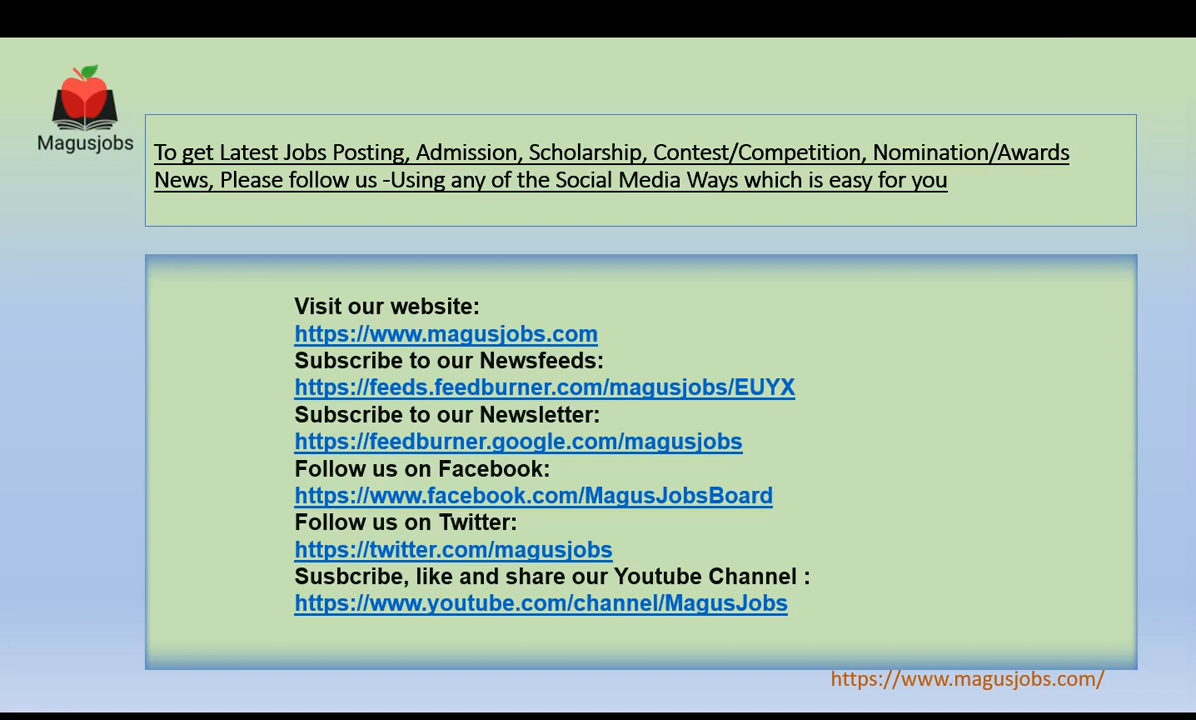 Magusjobs
To get Latest Jobs Posting, Admission, Scholarship, Contest/Competition, Nomination/Awards
News, Please follow us -Using any of the Social Media Ways which is easy for you
Visit our website:
https://www.magusjobs.com
Subscribe to our Newsfeeds:
https://feeds.feedburner.com/magusjobs/EUYX
Subscribe to our Newsletter:
https://feedburner.google.com/magusjobs
Follow us on Facebook:
https://www.facebook.com/MagusJobsBoard
Follow us on Twitter:
https://twitter.com/magusjobs
Susbcribe, like and share our Youtube Channel :
https://www.youtube.com/channel/MagusJobs
https://www.magusjobs.com/